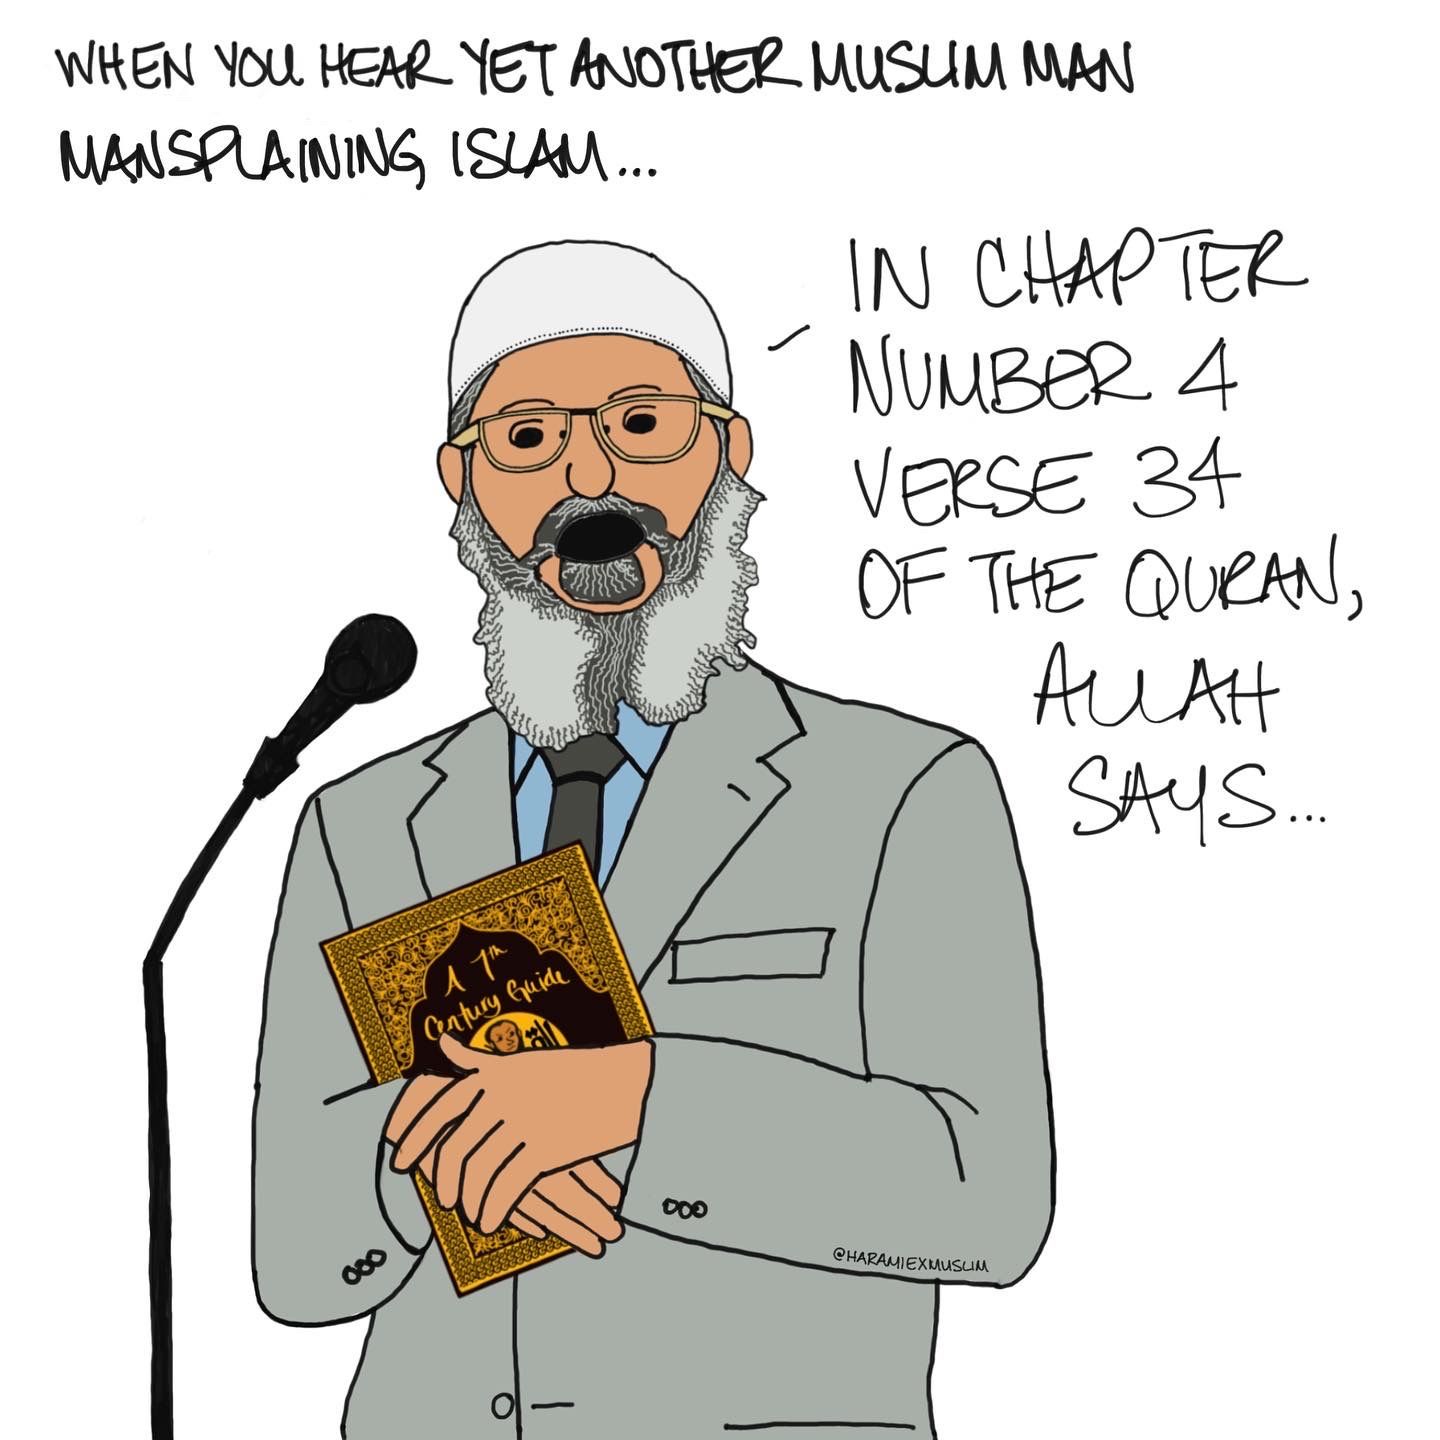 WHEN YOU HEAR YET ANOTHER MUSLIM MAN
MANSPLAINING ISLAM...
IN CHAPTER
NUMBER 4
VERSE 34
OF THE QURAN,
ALLAH
SAYS...
A 7th
Century Guide
@HARAMIEXMUSLIM